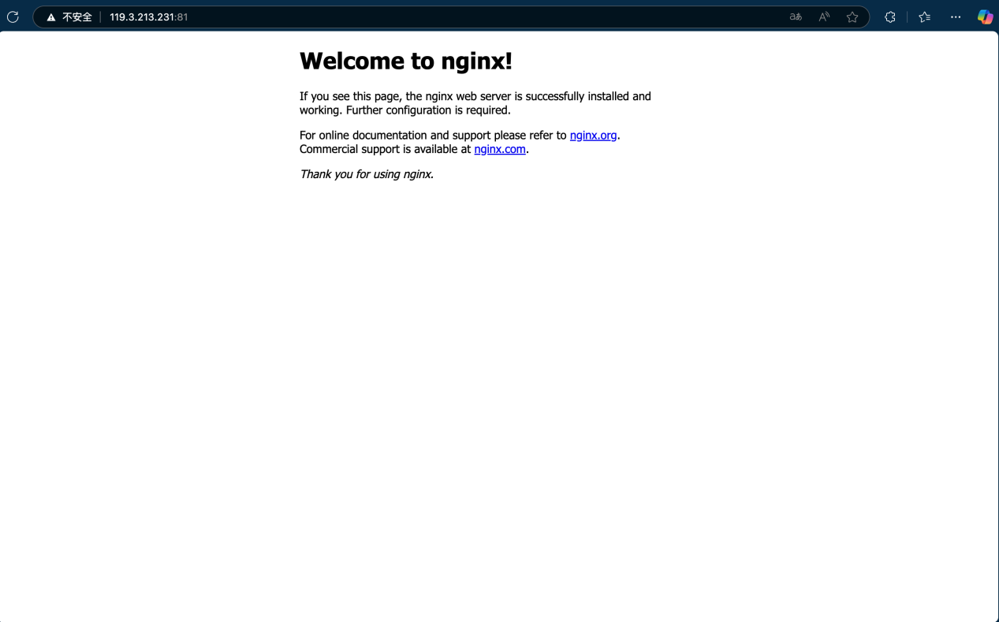 不安全 119.3.213.231:81
Welcome to nginx!
If you see this page, the nginx web server is successfully installed and
working. Further configuration is required.
For online documentation and support please refer to nginx.org.
Commercial support is available at nginx.com.
Thank you for using nginx.